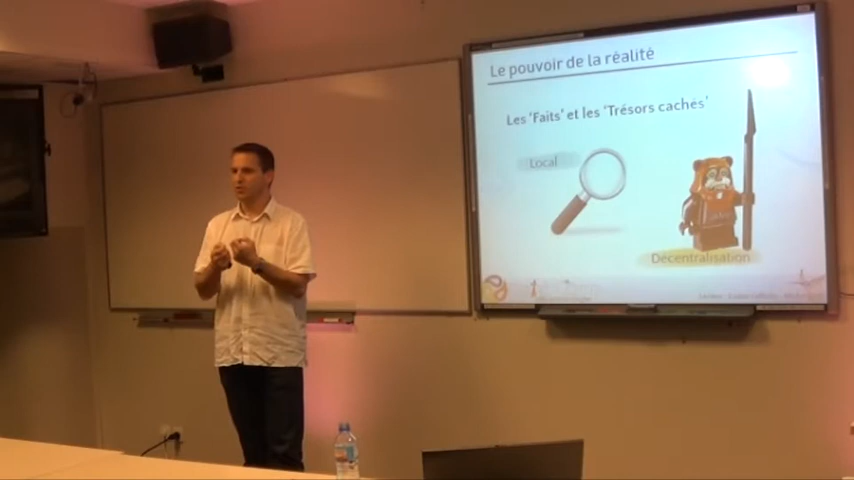 Le pouvoir de la réalité
Les 'Faits' et les 'Trésors cachés'
Local
Décentralisation